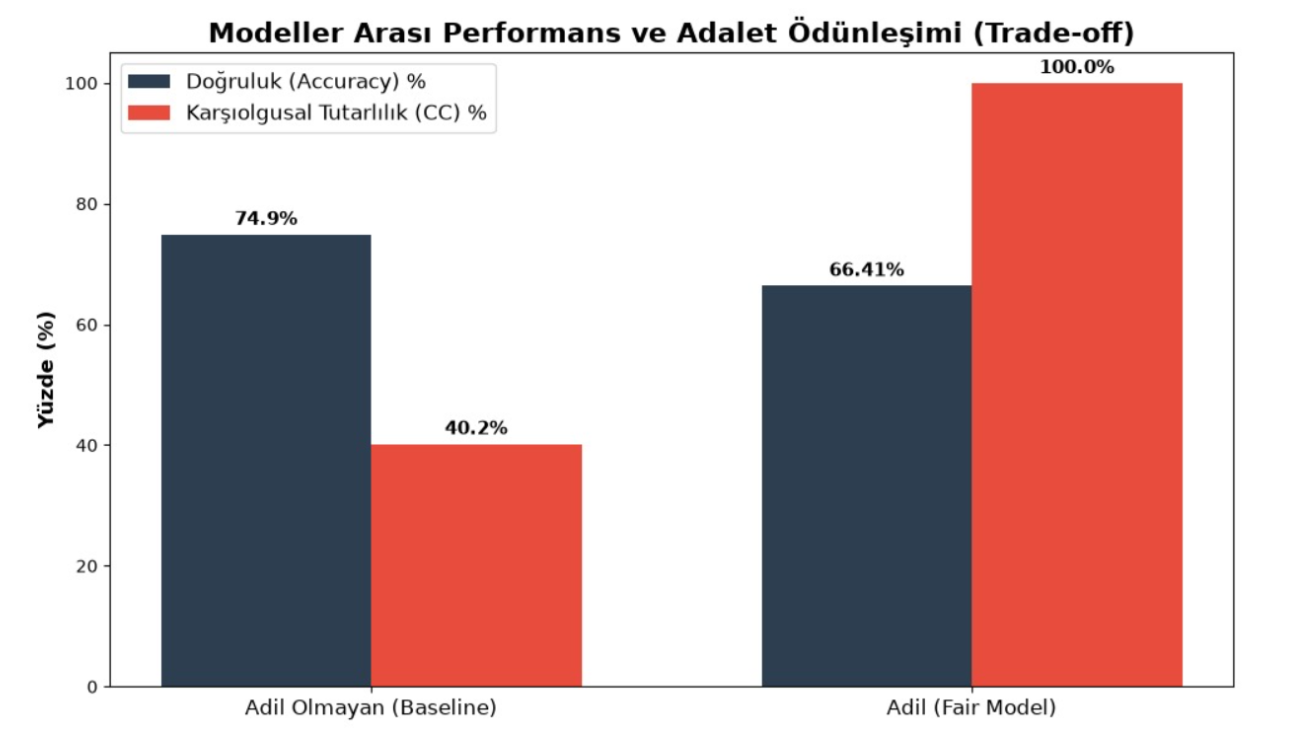 Modeller Arası Performans ve Adalet Ödünleşimi (Trade-off)
Doğruluk (Accuracy) %
Karşıolgusal Tutarlılık (CC) %
Yüzde (%)
100
80
60
40
20
0
74.9%
40.2%
66.41%
100.0%
Adil Olmayan (Baseline)
Adil (Fair Model)